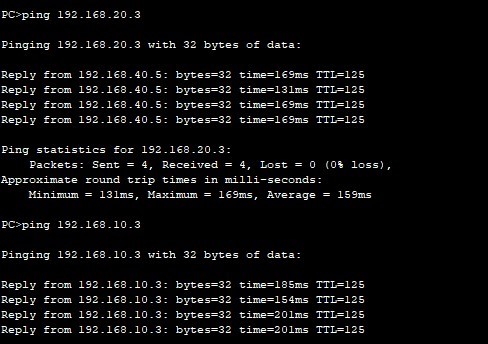 PC>ping 192.168.20.3
Pinging 192.168.20.3 with 32 bytes of data:
Reply from 192.168.40.5: bytes=32 time=169ms TTL=125
Reply from 192.168.40.5: bytes=32 time=131ms TTL=125
Reply from 192.168.40.5: bytes=32 time=169ms TTL=125
Reply from 192.168.40.5: bytes=32 time=169ms TTL=125
Ping statistics for 192.168.20.3:
    Packets: Sent = 4, Received = 4, Lost = 0 (0% loss),
Approximate round trip times in milli-seconds:
    Minimum = 131ms, Maximum = 169ms, Average = 159ms
PC>ping 192.168.10.3
Pinging 192.168.10.3 with 32 bytes of data:
Reply from 192.168.10.3: bytes=32 time=185ms TTL=125
Reply from 192.168.10.3: bytes=32 time=154ms TTL=125
Reply from 192.168.10.3: bytes=32 time=201ms TTL=125
Reply from 192.168.10.3: bytes=32 time=201ms TTL=125